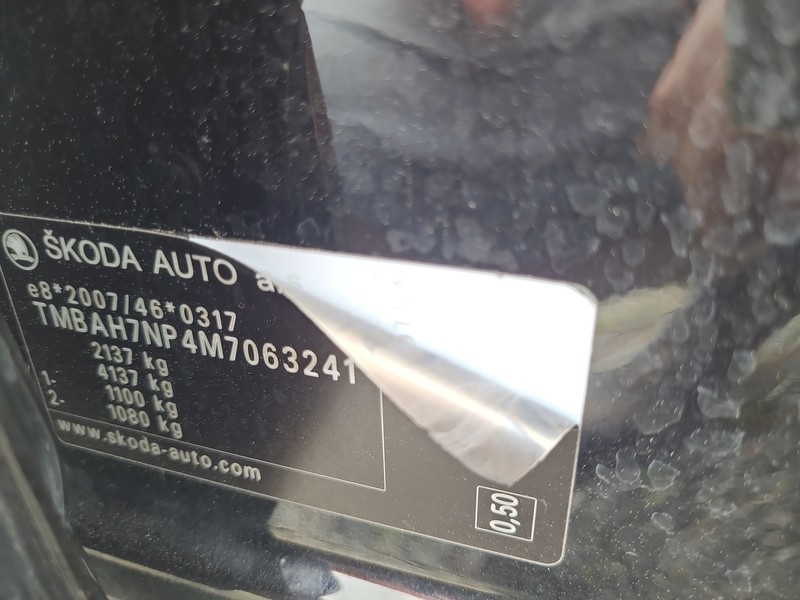 ŠKODA AUTO
e8*2007/46*0317
TMBAH7NP4M7063241
2137 kg
4137 kg
1- 1100 kg
2- 1080 kg
www.skoda-auto.com
0,50